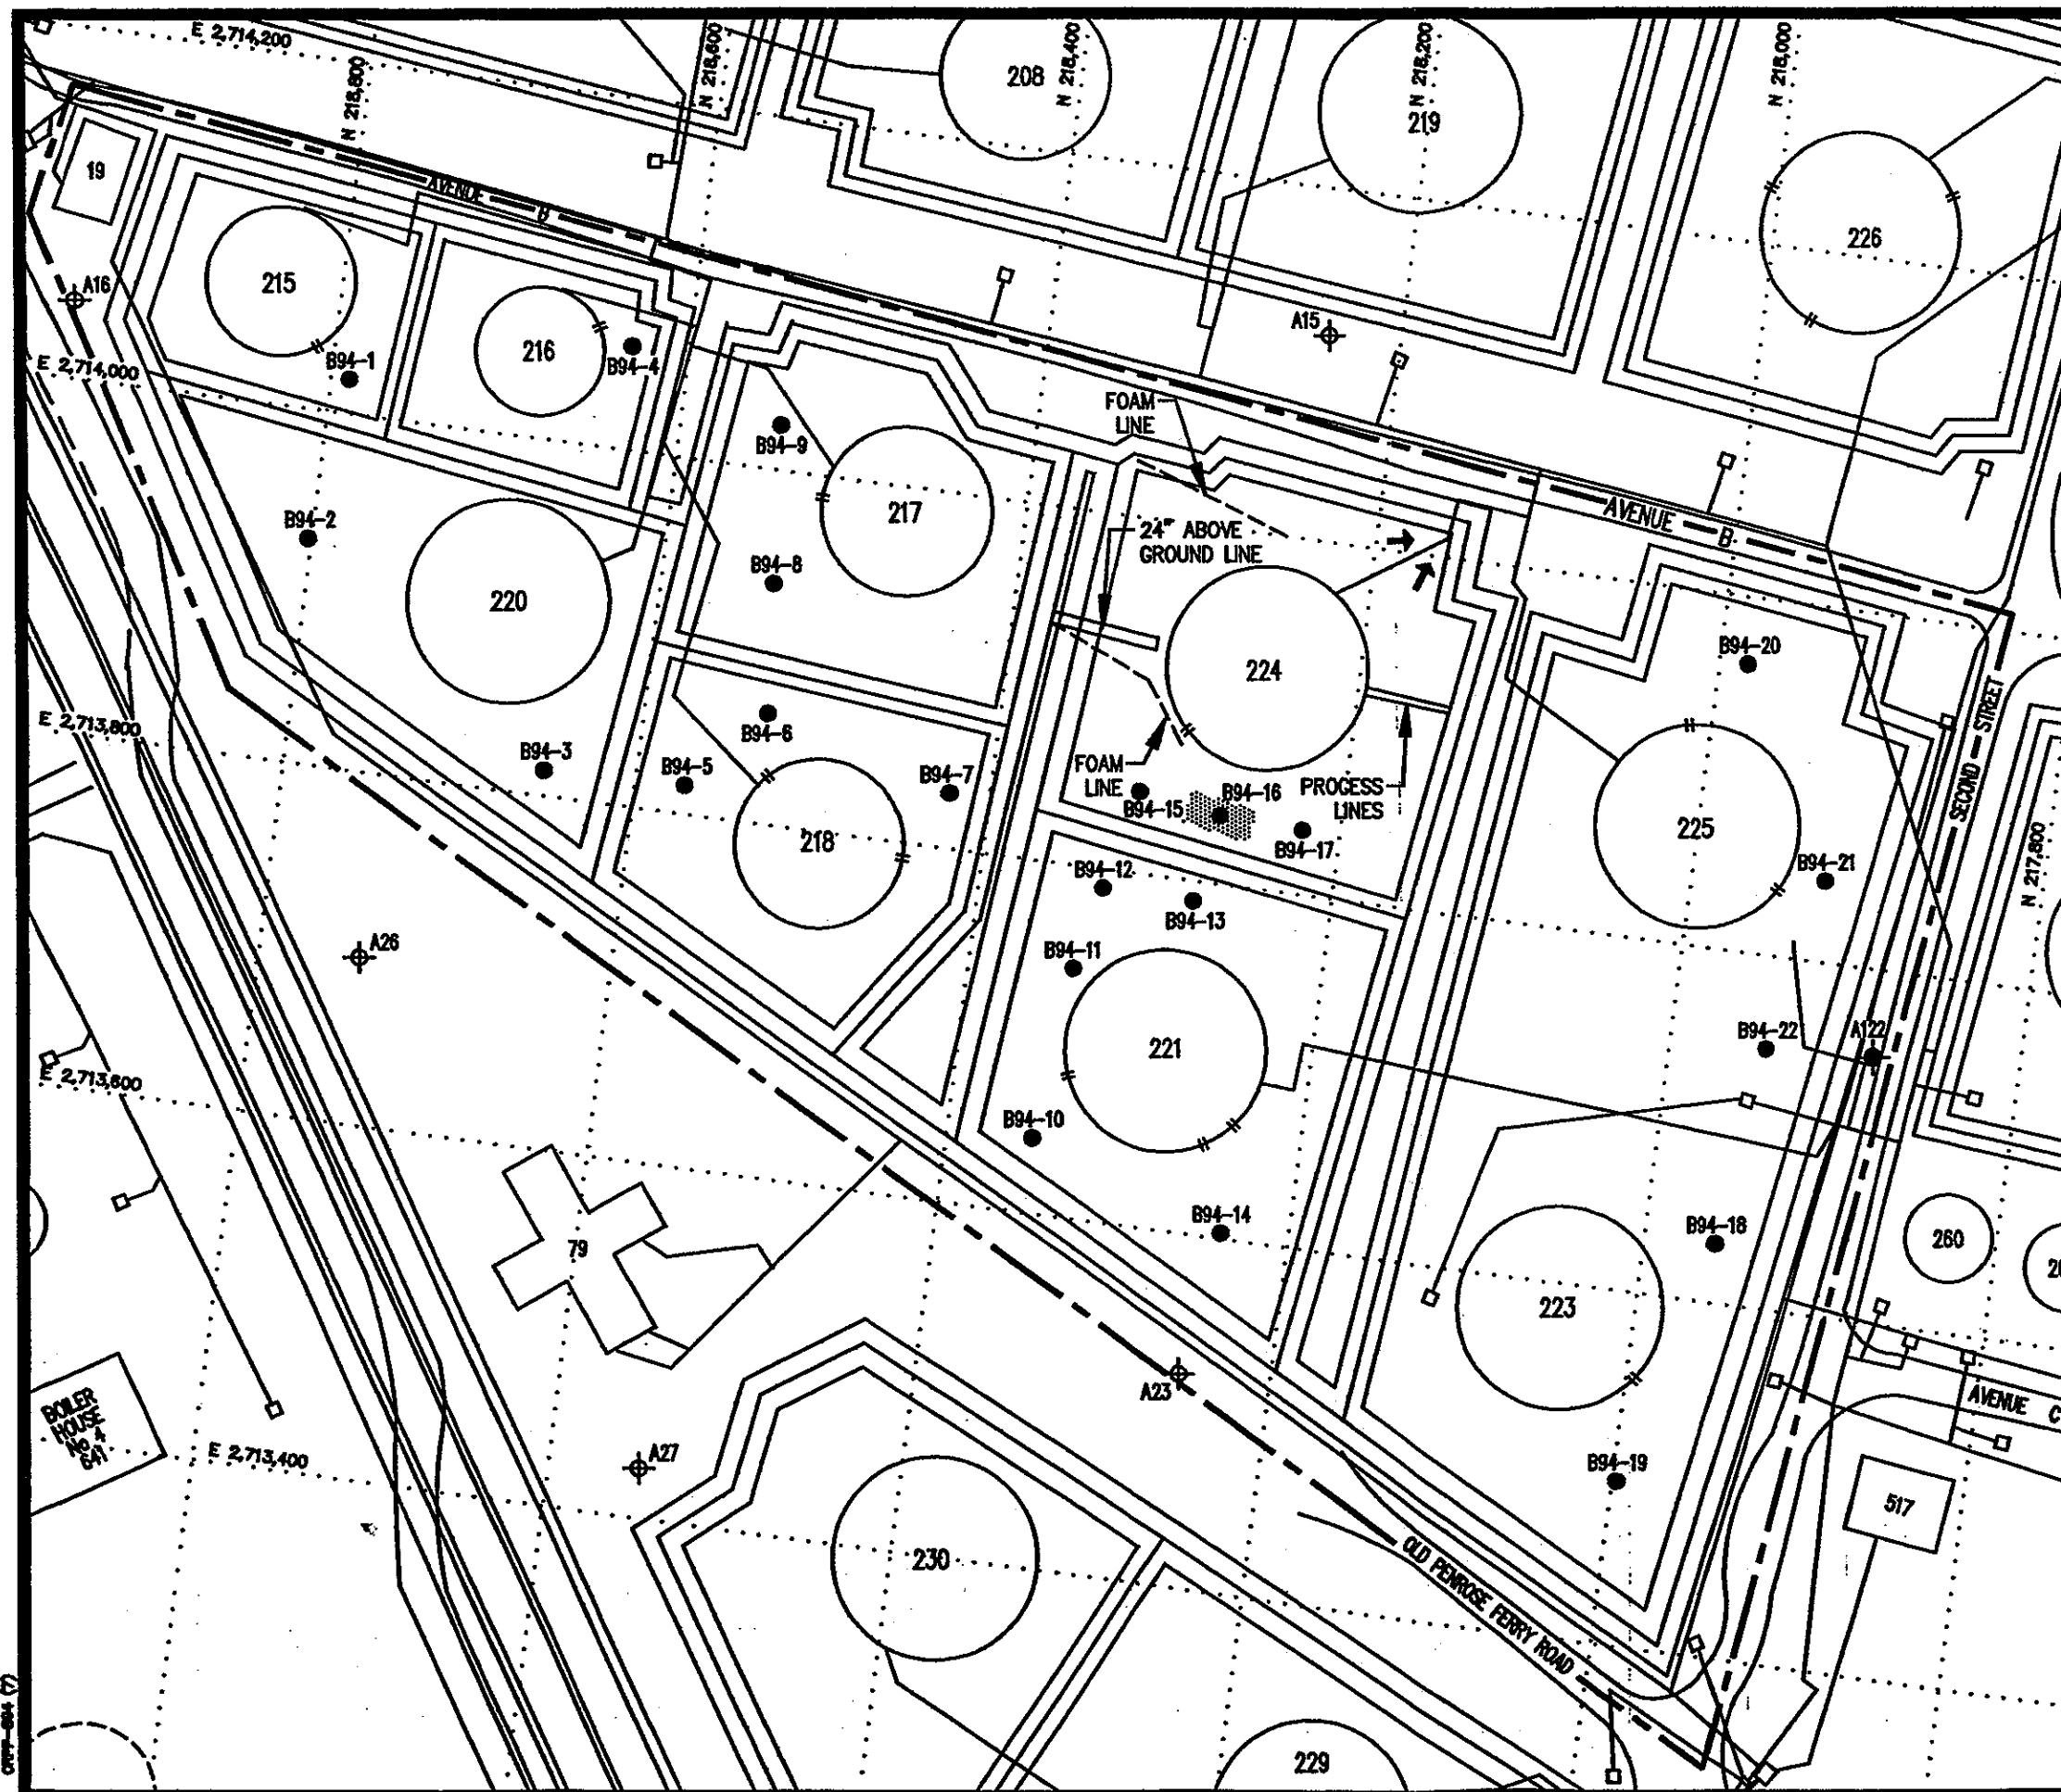 E 2,714,200
N 218,800
N 218,600
208
N 218,400
N 218,200
219
N 218,000
226
19
AVENUE B
215
A16
216
B94-1
B94-4
E 2,714,000
A15
FOAM
LINE
B94-9
217
B94-2
24" ABOVE
GROUND LINE
AVENUE B
B94-8
220
224
B94-20
SECOND STREET
E 2,713,800
B94-6
B94-3
B94-5
B94-7
FOAM
LINE
B94-15
B94-16
PROCESS
LINES
B94-17
218
225
N 217,800
B94-12
B94-13
B94-21
A26
B94-11
221
B94-22
A122
E 2,713,600
B94-10
79
B94-14
B94-18
260
223
A23
AVENUE C
BOILER
HOUSE
No 4
641
E 2,713,400
A27
B94-19
517
230
OLD PENROSE FERRY ROAD
229